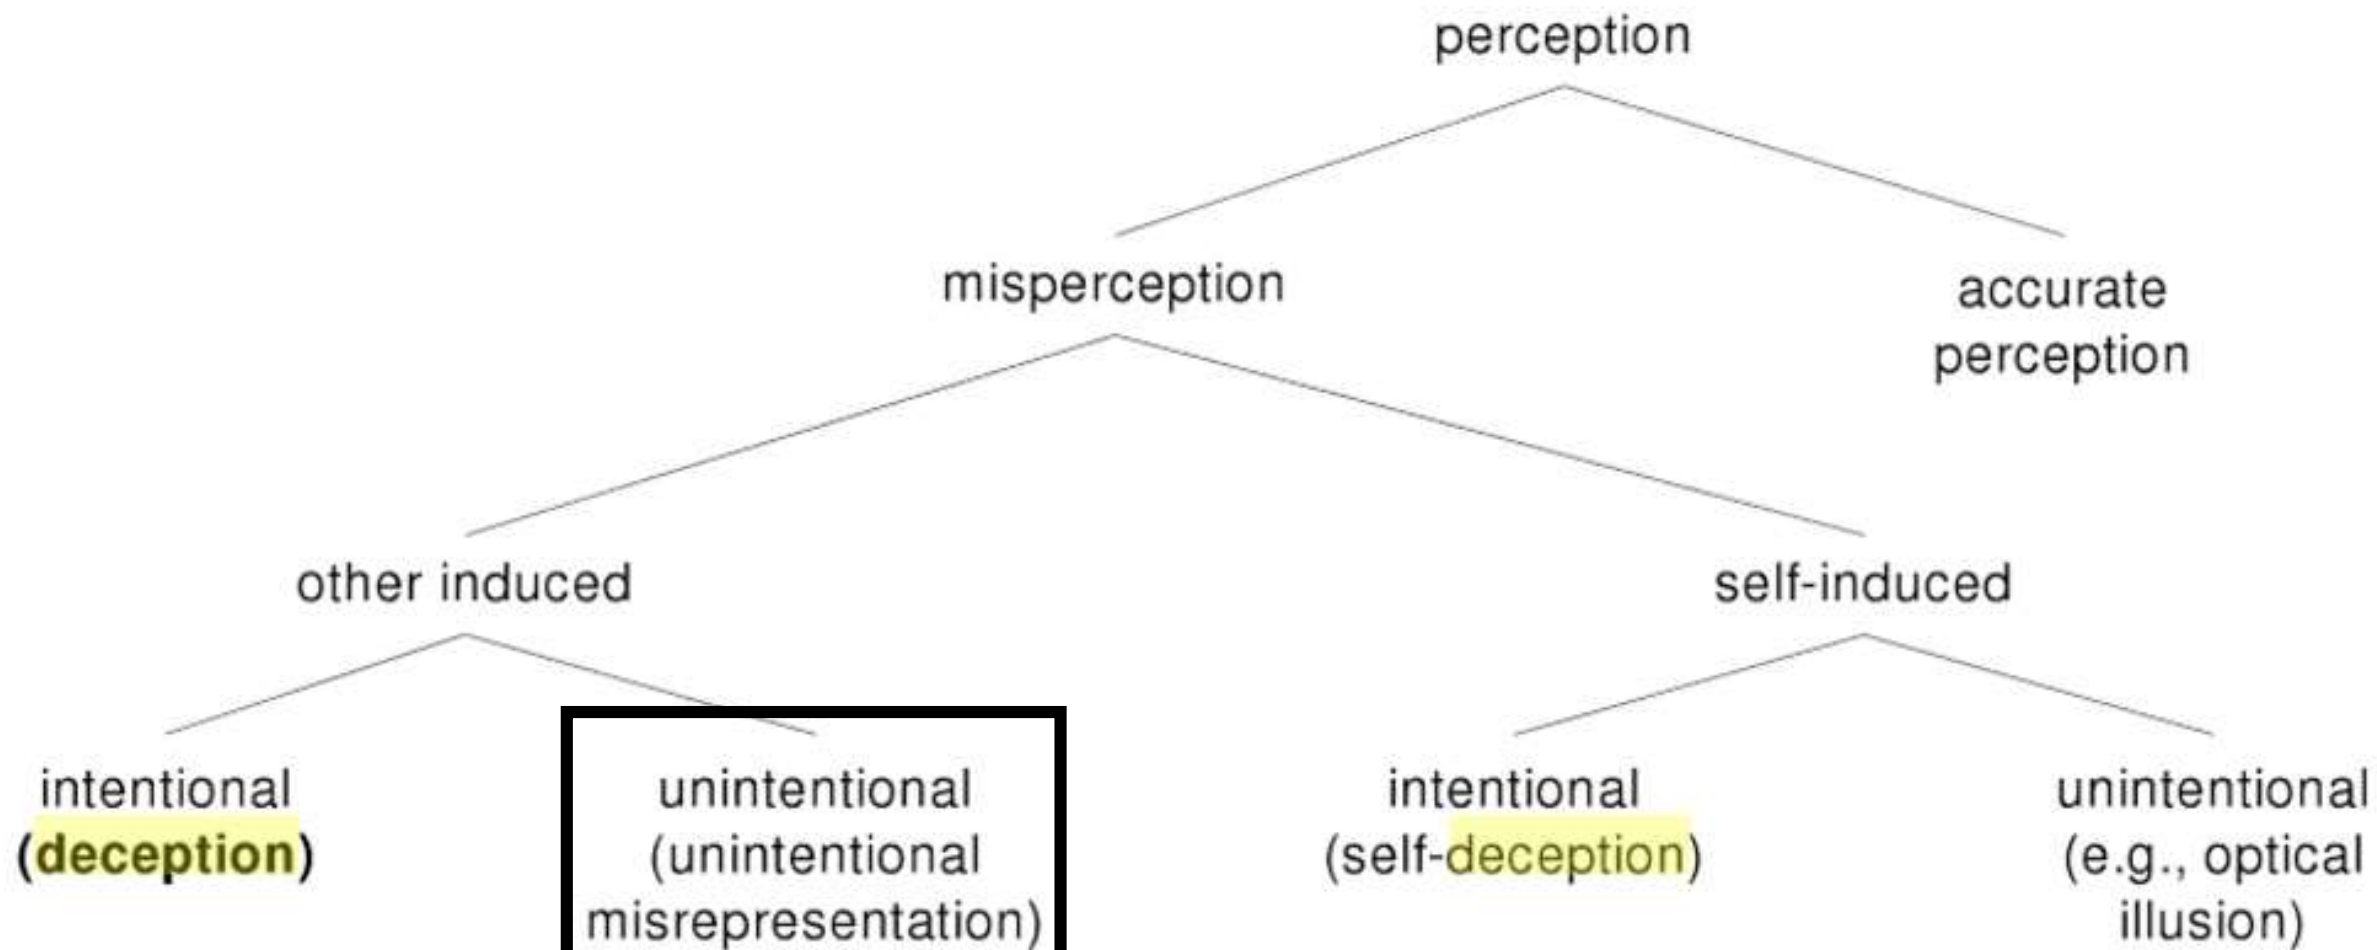 perception
misperception
accurate
perception
other induced
self-induced
intentional
(deception)
unintentional
(unintentional
misrepresentation)
intentional
(self-deception)
unintentional
(e.g., optical
illusion)